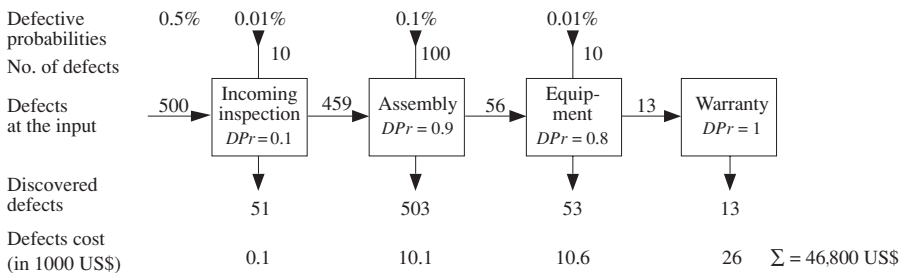 Defective probabilities 0.5% 0.01% 0.1% 0.01%
No. of defects 10 100 10
Defects at the input 500 Incoming inspection DPr = 0.1 459 Assembly DPr = 0.9 56 Equip-ment DPr = 0.8 13 Warranty DPr = 1
Discovered defects 51 503 53 13
Defects cost (in 1000 US$) 0.1 10.1 10.6 26 Σ = 46,800 US$